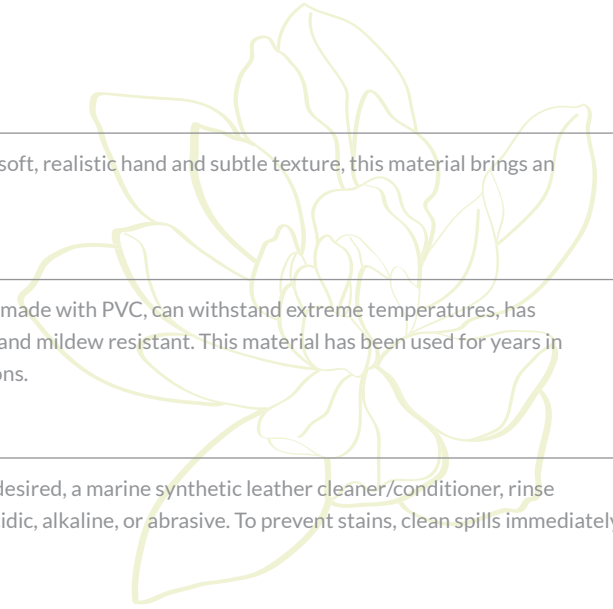 soft, realistic hand and subtle texture, this material brings an
made with PVC, can withstand extreme temperatures, has
and mildew resistant. This material has been used for years in
ons.
desired, a marine synthetic leather cleaner/conditioner, rinse
idic, alkaline, or abrasive. To prevent stains, clean spills immediately